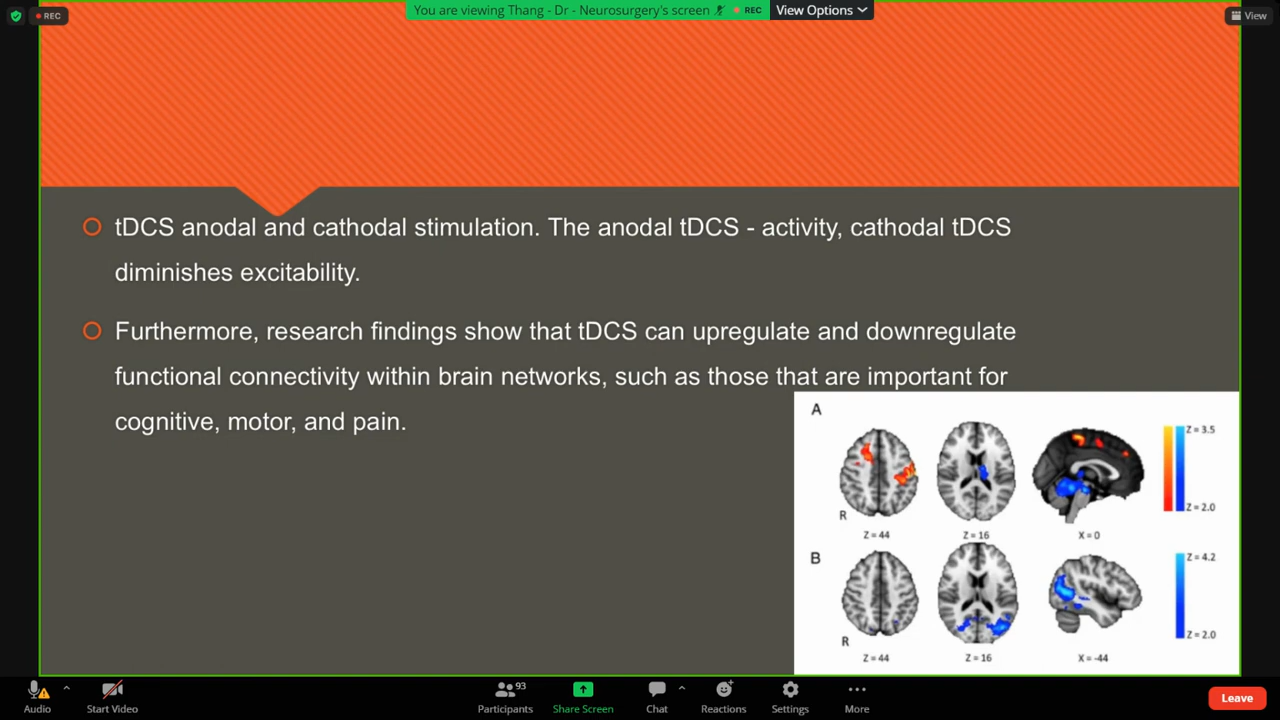 REC
You are viewing Thang - Dr - Neurosurgery's screen
REC
View Options
View
tDCS anodal and cathodal stimulation. The anodal tDCS - activity, cathodal tDCS
diminishes excitability.
Furthermore, research findings show that tDCS can upregulate and downregulate
functional connectivity within brain networks, such as those that are important for
cognitive, motor, and pain.
A
Z = 3.5
R
Z = 2.0
Z = 44
Z = 16
X = 0
B
Z = 4.2
R
Z = 2.0
Z = 44
Z = 16
X = -44
93
Audio
Start Video
Participants
Share Screen
Chat
Reactions
Settings
More
Leave